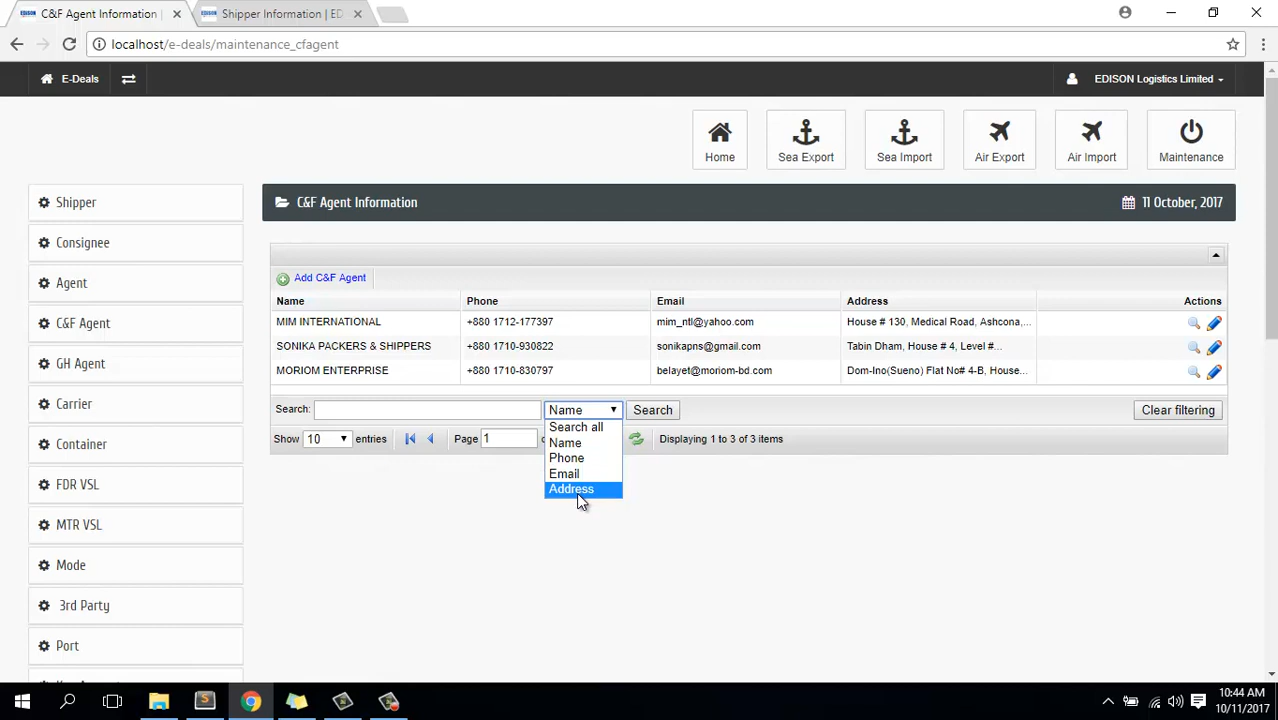 C&F Agent Information |
Shipper Information | ED
localhost/e-deals/maintenance_cfagent
E-Deals
EDISON Logistics Limited
Home
Sea Export
Sea Import
Air Export
Air Import
Maintenance
Shipper
Consignee
Agent
C&F Agent
GH Agent
Carrier
Container
FDR VSL
MTR VSL
Mode
3rd Party
Port
C&F Agent Information
11 October, 2017
Add C&F Agent
Name Phone Email Address Actions
MIM INTERNATIONAL +880 1712-177397 mim_ntl@yahoo.com House # 130, Medical Road, Ashcona,...
SONIKA PACKERS & SHIPPERS +880 1710-930822 sonikapns@gmail.com Tabin Dham, House # 4, Level #...
MORIOM ENTERPRISE +880 1710-830797 belayet@moriom-bd.com Dom-Ino(Sueno) Flat No# 4-B, House...
Search: Name Search Clear filtering
Search all
Name
Phone
Email
Address
Show 10 entries Page 1 Displaying 1 to 3 of 3 items
10:44 AM
10/11/2017